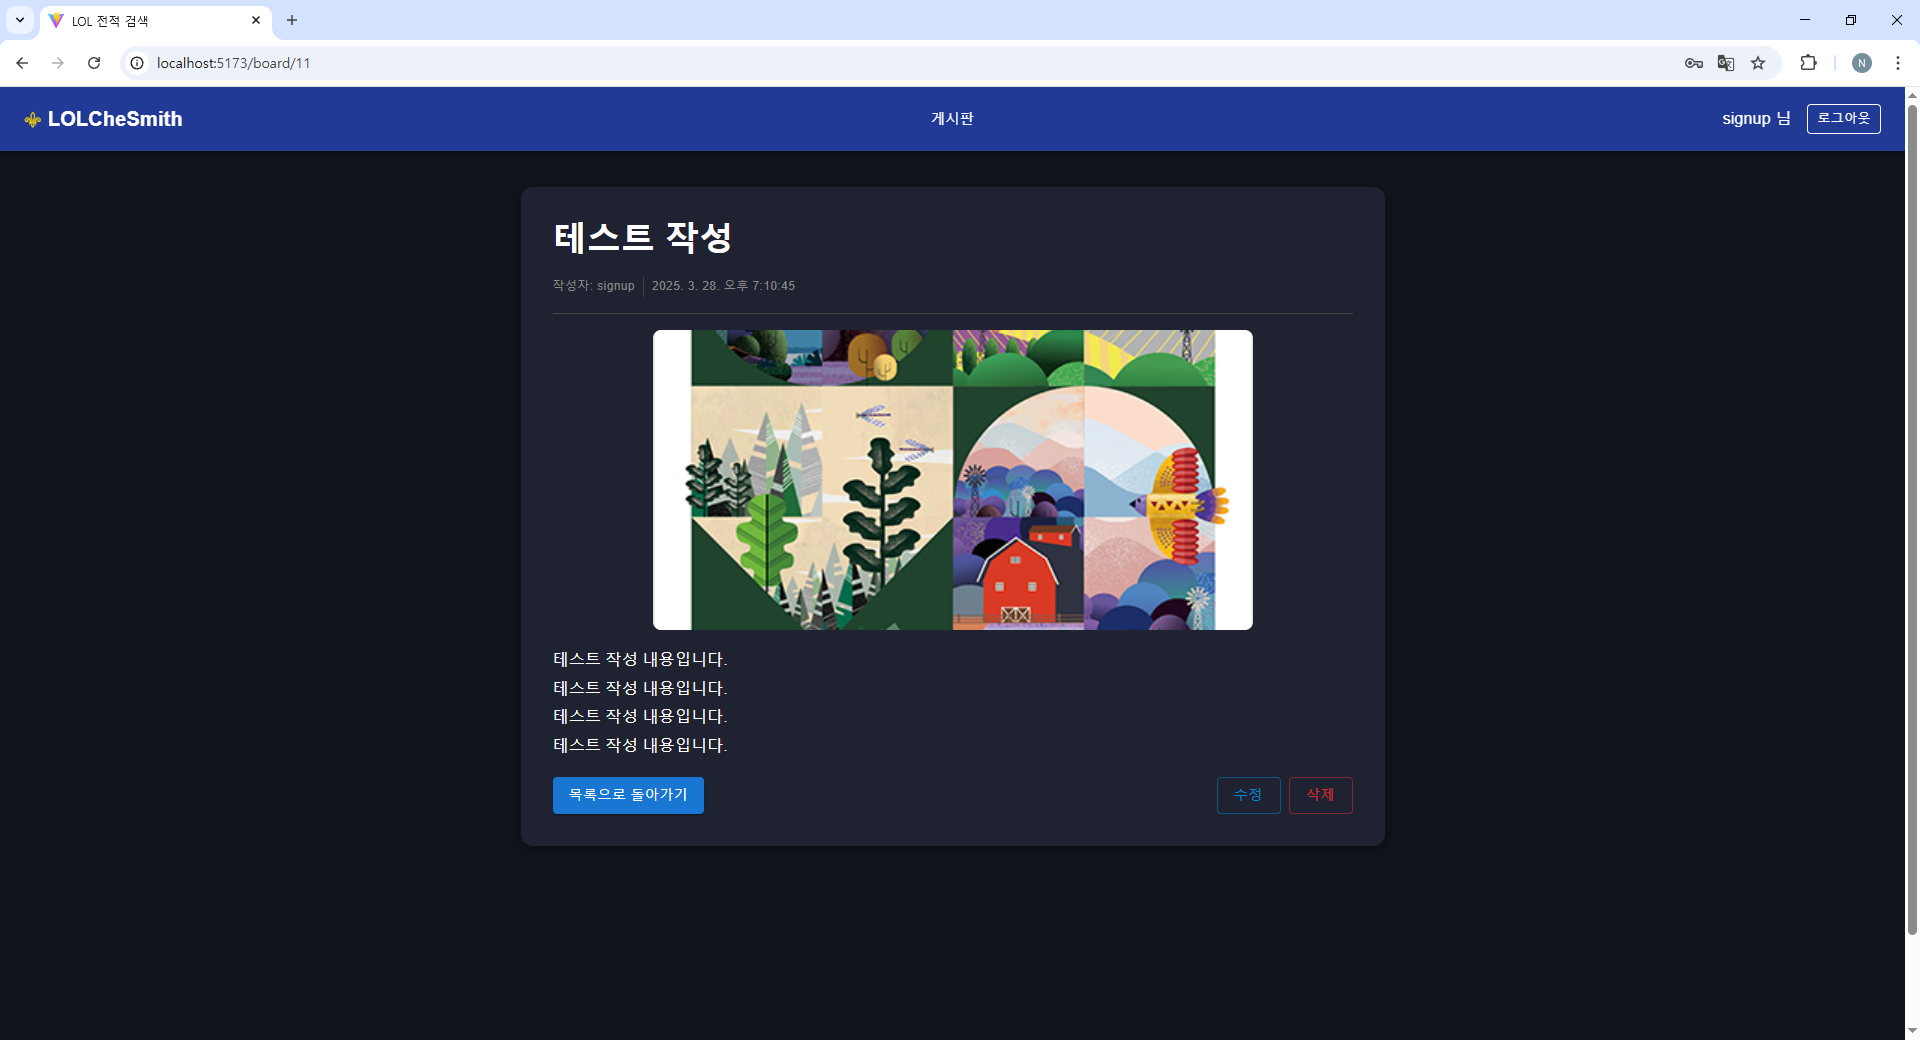 LOL 전적 검색
localhost:5173/board/11
N
LOLCheSmith
게시판
signup 님
로그아웃
테스트 작성
작성자: signup
2025. 3. 28. 오후 7:10:45
테스트 작성 내용입니다.
테스트 작성 내용입니다.
테스트 작성 내용입니다.
테스트 작성 내용입니다.
목록으로 돌아가기
수정
삭제